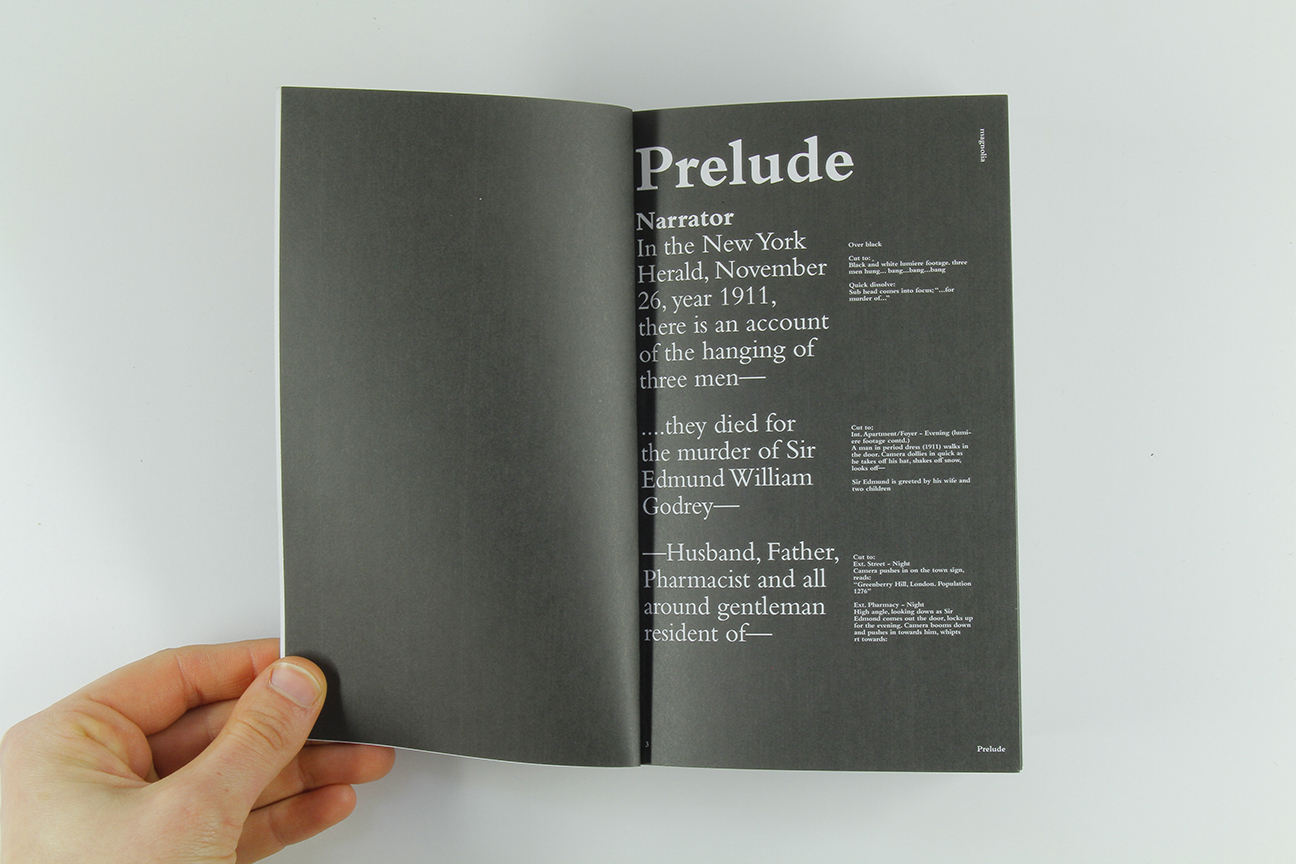 magnolia
Prelude
Narrator
In the New York
Herald, November
26, year 1911,
there is an account
of the hanging of
three men—
....they died for
the murder of Sir
Edmund William
Godrey—
—Husband, Father,
Pharmacist and all
around gentleman
resident of—
Over black
Cut to:
Black and white lumiere footage. three
men hung... bang...bang...bang
Quick dissolve:
Sub head comes into focus; "...for
murder of..."
Cut to;
Int. Apartment/Foyer – Evening (lumi-
ere footage contd.)
A man in period dress (1911) walks in
the door. Camera dollies in quick as
he takes off his hat, shakes off snow,
looks off—
Sir Edmund is greeted by his wife and
two children
Cut to:
Ext. Street – Night
Camera pushes in on the town sign,
reads:
"Greenberry Hill, London. Population
1276"
Ext. Pharmacy – Night
High angle, looking down as Sir
Edmund comes out the door, locks up
for the evening. Camera booms down
and pushes in towards him, whipts
rt towards:
3
Prelude